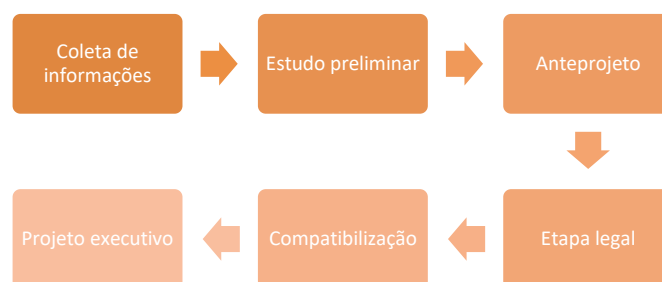 Coleta de
informações
Estudo preliminar
Anteprojeto
Etapa legal
Compatibilização
Projeto executivo